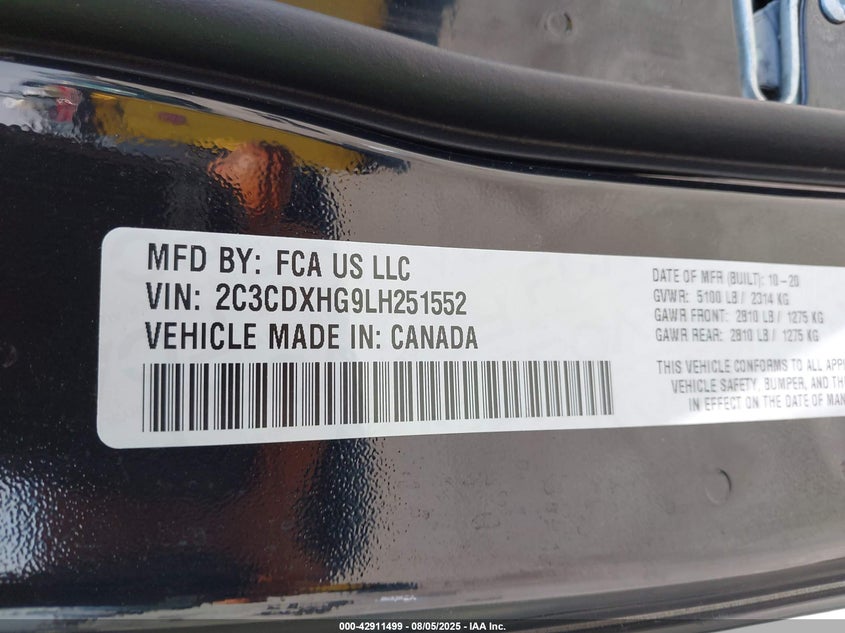 MFD BY: FCA US LLC
VIN: 2C3CDXHG9LH251552
VEHICLE MADE IN: CANADA
DATE OF MFR (BUILT): 10-20
GVWR: 5100 LB / 2314 KG
GAWR FRONT: 2810 LB / 1275 KG
GAWR REAR: 2810 LB / 1275 KG
THIS VEHICLE CONFORMS TO ALL
VEHICLE SAFETY, BUMPER, AND
IN EFFECT ON THE DATE OF
000-42911499 - 08/05/2025 - IAA Inc.